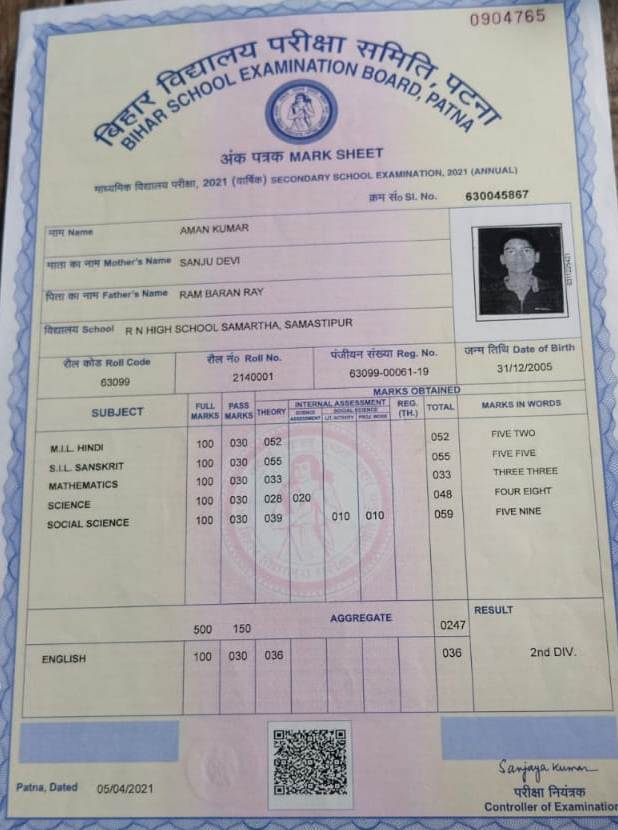 0904765
बिहार विद्यालय परीक्षा समिति, पटना
BIHAR SCHOOL EXAMINATION BOARD, PATNA
अंक पत्रक MARK SHEET
माध्यमिक विद्यालय परीक्षा, 2021 (वार्षिक) SECONDARY SCHOOL EXAMINATION, 2021 (ANNUAL)
क्रम सं० Sl. No. 630045867
नाम Name AMAN KUMAR
माता का नाम Mother's Name SANJU DEVI
पिता का नाम Father's Name RAM BARAN RAY
विद्यालय School R N HIGH SCHOOL SAMARTHA, SAMASTIPUR
रौल कोड Roll Code रौल नं० Roll No. पंजीयन संख्या Reg. No. जन्म तिथि Date of Birth
63099 2140001 63099-00061-19 31/12/2005
MARKS OBTAINED
SUBJECT FULL MARKS PASS MARKS THEORY INTERNAL ASSESSMENT REG. (TH.) TOTAL MARKS IN WORDS
SCIENCE ASSESSMENT SOCIAL SCIENCE LIT. ACTIVITY PROJ. WORK
M.I.L. HINDI 100 030 052 052 FIVE TWO
S.I.L. SANSKRIT 100 030 055 055 FIVE FIVE
MATHEMATICS 100 030 033 033 THREE THREE
SCIENCE 100 030 028 020 048 FOUR EIGHT
SOCIAL SCIENCE 100 030 039 010 010 059 FIVE NINE
500 150 AGGREGATE 0247 RESULT
ENGLISH 100 030 036 036 2nd DIV.
Sanjaya Kumar
Patna, Dated 05/04/2021
परीक्षा नियंत्रक
Controller of Examination